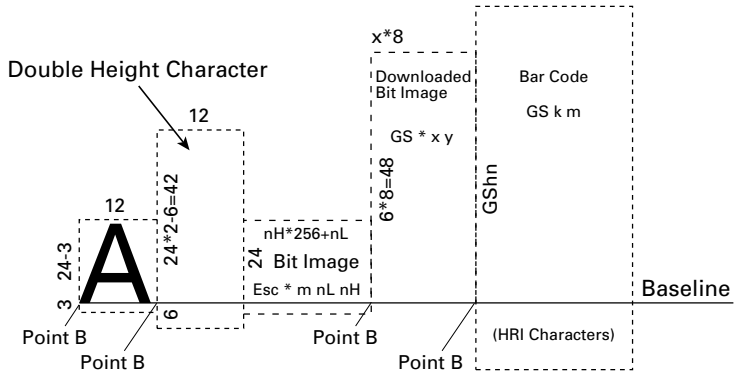 x*8
Double Height Character
Downloaded
Bit Image
Bar Code
GS k m
12
GS * x y
24*2-6=42
6*8=48
GShn
12
24-3
A
nH*256+nL
24
Bit Image
Esc * m nL nH
3
6
Baseline
Point B
Point B
Point B
Point B
(HRI Characters)